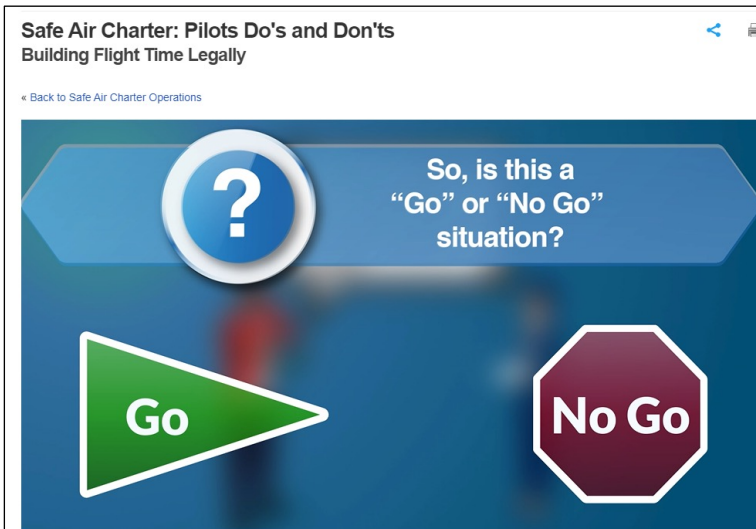 Safe Air Charter: Pilots Do's and Don'ts
Building Flight Time Legally
« Back to Safe Air Charter Operations
?
So, is this a
“Go” or “No Go”
situation?
Go
No Go